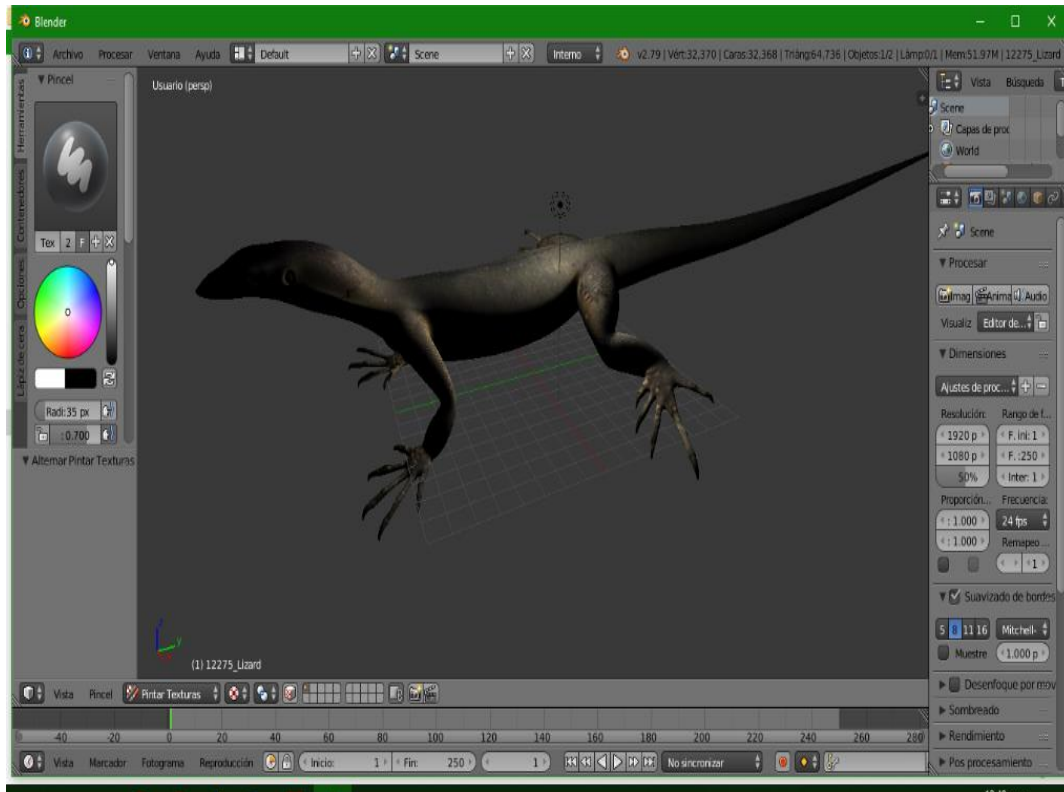 Blender
Archivo Procesar Ventana Ayuda Default Scene Interno v2.79 | Vért:32,370 | Caras:32,368 | Triáng:64,736 | Objetos:1/2 | Lámp:0/1 | Mem:51.97M | 12275_Lizard
Pincel
Herramientas
Contenedores
Opciones
Lápiz de cera
Tex 2 F
Radi:35 px
:0.700
Alternar Pintar Texturas
Usuario (persp)
(1) 12275_Lizard
Vista Búsqueda
Scene
Capas de proc
World
Scene
Procesar
Imag Anima Audio
Visualiz Editor de...
Dimensiones
Ajustes de proc...
Resolución: Rango de f...
1920 p F. ini: 1
1080 p F. :250
50% Inter: 1
Proporción... Frecuencia:
: 1.000 24 fps
: 1.000 Remapeo ...
1
Suavizado de bordes
5 8 11 16 Mitchell-
Muestre 1.000 p
Desenfoque por mov
Sombreado
Rendimiento
Pos procesamiento
Vista Pincel Pintar Texturas
-40 -20 0 20 40 60 80 100 120 140 160 180 200 220 240 260 280
Vista Marcador Fotograma Reproducción Inicio: 1 Fin: 250 1 No sincronizar